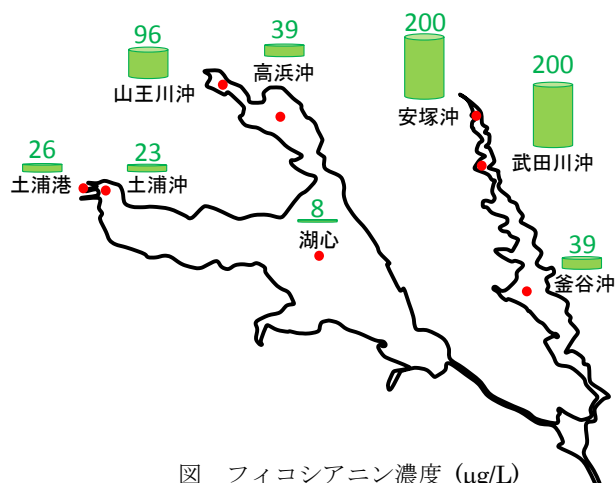 96
山王川沖
39
高浜沖
200
安塚沖
200
武田川沖
26
土浦港
23
土浦沖
8
湖心
39
釜谷沖
図 フィコシアニン濃度 (μg/L)